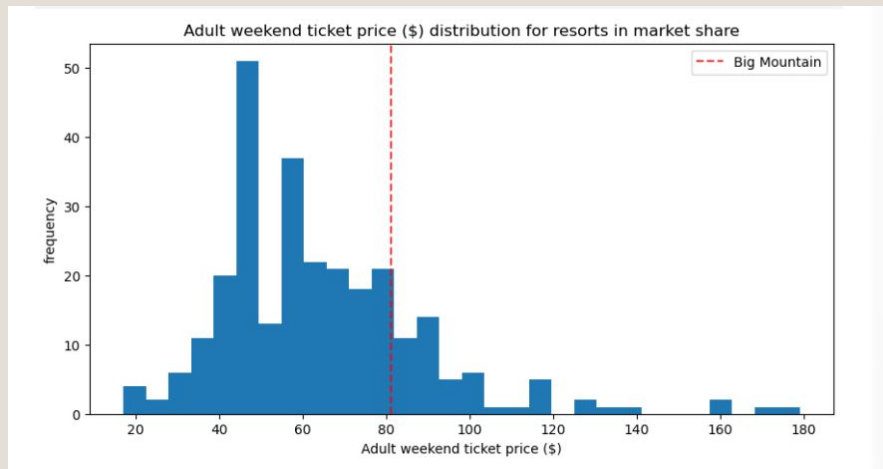 Adult weekend ticket price ($) distribution for resorts in market share
Big Mountain
50
40
30
20
10
0
frequency
20 40 60 80 100 120 140 160 180
Adult weekend ticket price ($)